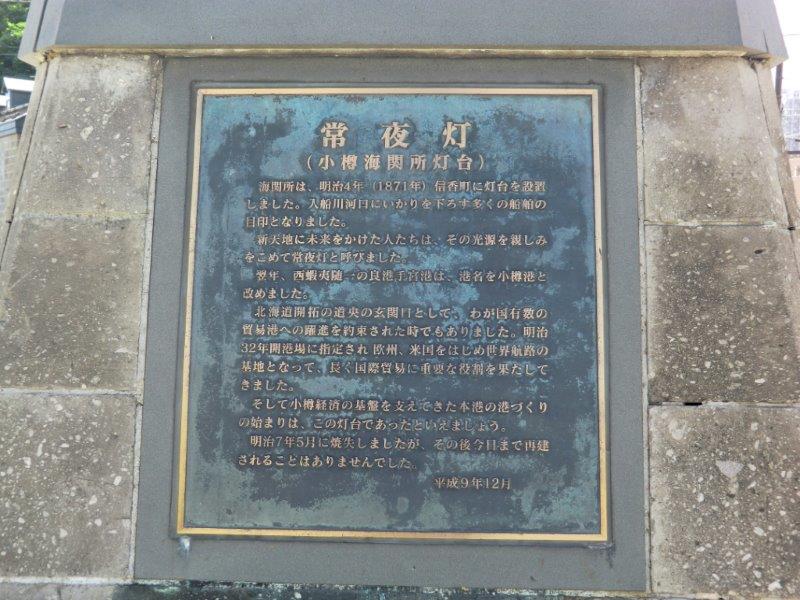 常夜灯
(小樽海関所灯台)
海関所は、明治4年(1871年)信香町に灯台を設置
しました。入船川河口にいかりを下ろす多くの船舶の
目印となりました。
新天地に未来をかけた人たちは、その光源を親しみ
をこめて常夜灯と呼びました。
翌年、西蝦夷随一の良港手宮港は、港名を小樽港と
改めました。
北海道開拓の道央の玄関口として、わが国有数の
貿易港への躍進を約束された時でもありました。明治
32年開港場に指定され欧州、米国をはじめ世界航路の
基地となって、長く国際貿易に重要な役割を果たして
きました。
そして小樽経済の基盤を支えてきた本港の港づくり
の始まりは、この灯台であったといえましょう。
明治7年5月に焼失しましたが、その後今日まで再建
されることはありませんでした。
平成9年12月